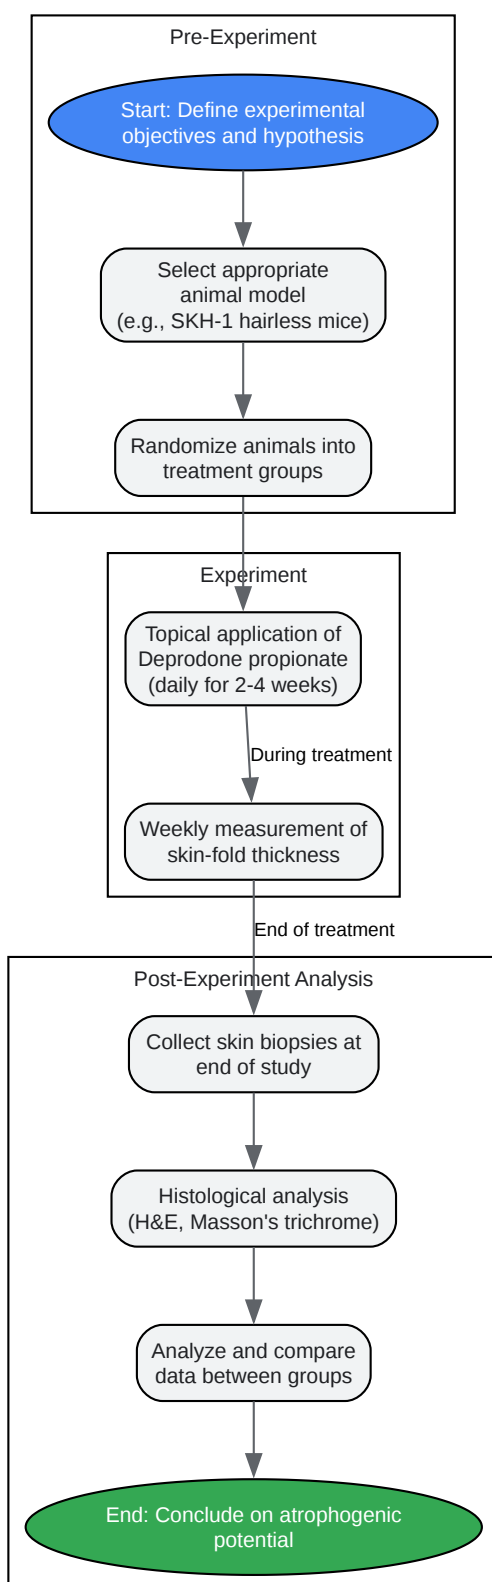 Pre-Experiment
Start: Define experimental
objectives and hypothesis
Select appropriate
animal model
(e.g., SKH-1 hairless mice)
Randomize animals into
treatment groups
Experiment
Topical application of
Deprodone propionate
(daily for 2-4 weeks)
During treatment
Weekly measurement of
skin-fold thickness
End of treatment
Post-Experiment Analysis
Collect skin biopsies at
end of study
Histological analysis
(H&E, Masson's trichrome)
Analyze and compare
data between groups
End: Conclude on atrophogenic
potential